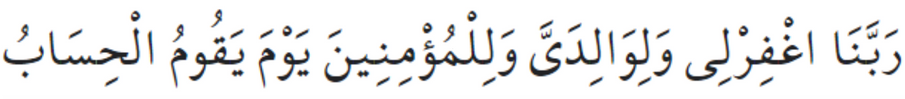 رَبَّنَا اغْفِرْلِى وَلِوَالِدَىَّ وَلِلْمُؤْمِنِينَ يَوْمَ يَقُومُ الْحِسَابُ